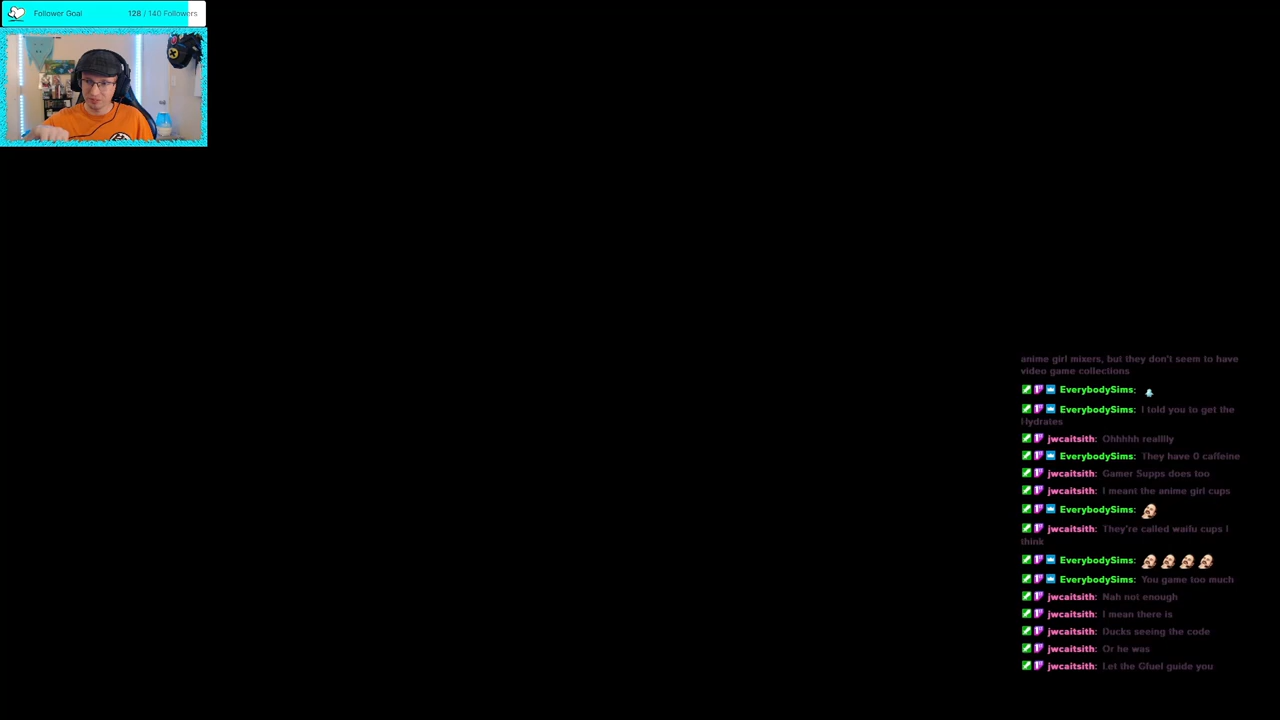 Follower Goal 128 / 140 Followers
anime girl mixers, but they don't seem to have
video game collections
EverybodySims:
EverybodySims: I told you to get the
Hydrates
jwcaitsith: Ohhhhh realllly
EverybodySims: They have 0 caffeine
jwcaitsith: Gamer Supps does too
jwcaitsith: I meant the anime girl cups
EverybodySims:
jwcaitsith: They're called waifu cups I
think
EverybodySims:
EverybodySims: You game too much
jwcaitsith: Nah not enough
jwcaitsith: I mean there is
jwcaitsith: Ducks seeing the code
jwcaitsith: Or he was
jwcaitsith: Let the Gfuel guide you